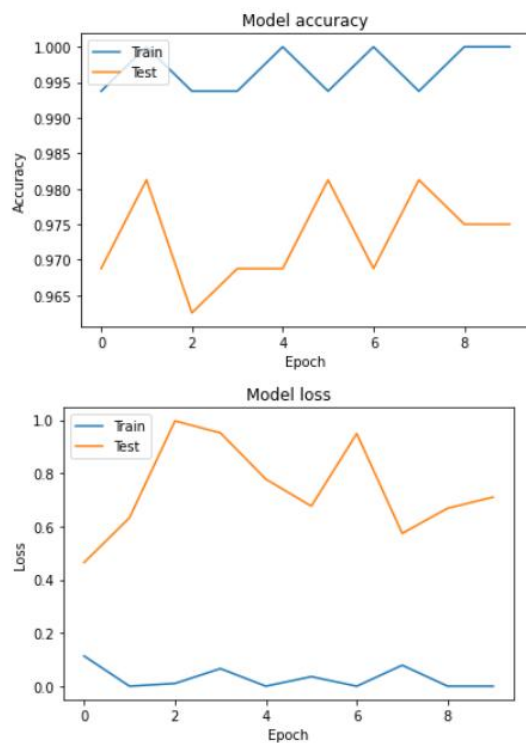 Model accuracy
1.000
0.995
0.990
0.985
0.980
0.975
0.970
0.965
Accuracy
Train
Test
0 2 4 6 8
Epoch
Model loss
1.0
0.8
0.6
0.4
0.2
0.0
Loss
Train
Test
0 2 4 6 8
Epoch